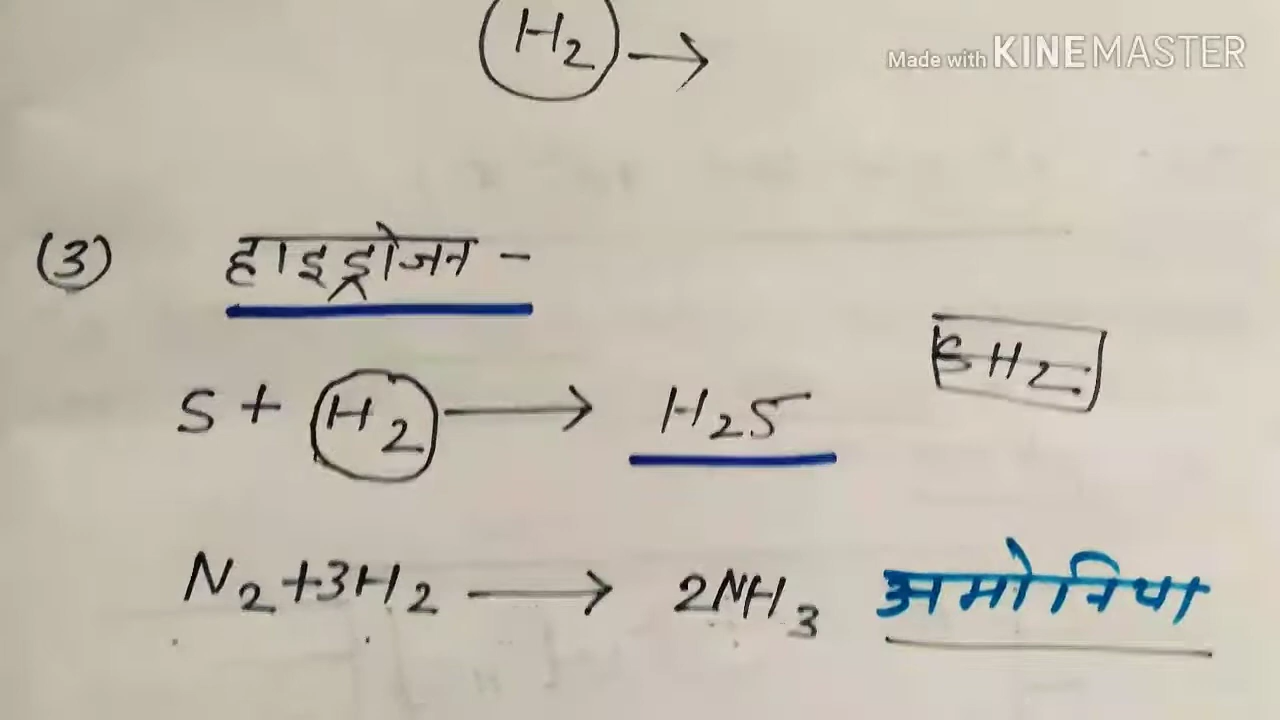 H₂ →
Made with KINEMASTER
(3) हाइड्रोजन -
SH₂
S + H₂ → H₂S
N₂ + 3H₂ → 2NH₃ अमोनिया